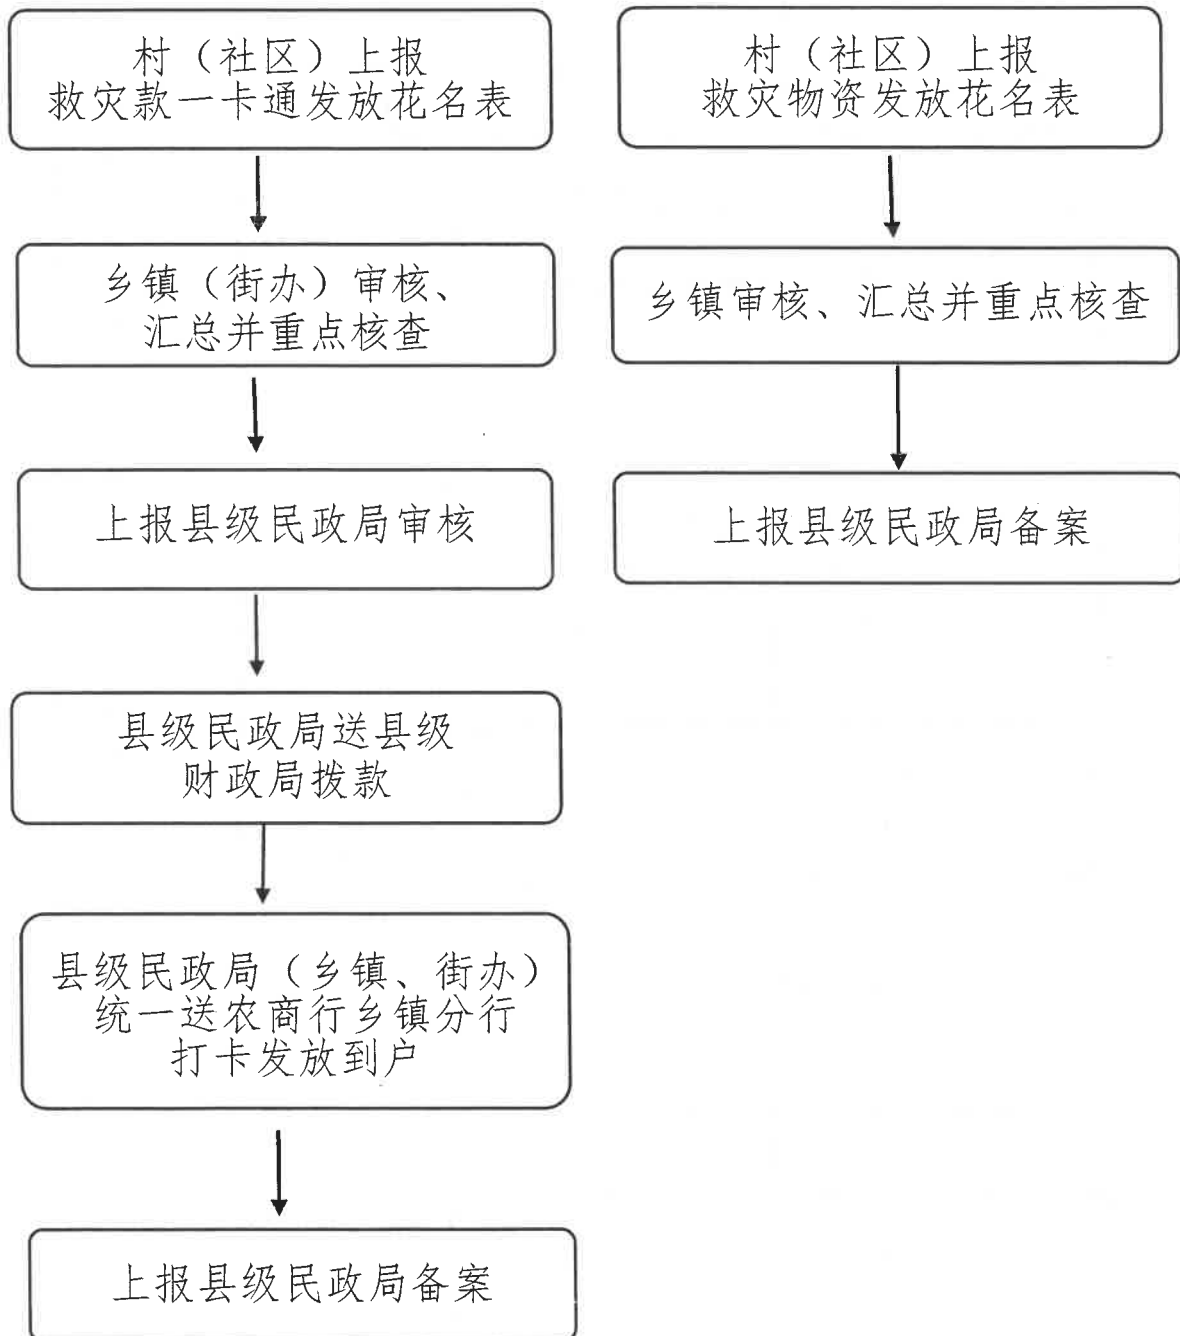 村（社区）上报
救灾款一卡通发放花名表
乡镇（街办）审核、
汇总并重点核查
上报县级民政局审核
县级民政局送县级
财政局拨款
县级民政局（乡镇、街办）
统一送农商行乡镇分行
打卡发放到户
上报县级民政局备案
村（社区）上报
救灾物资发放花名表
乡镇审核、汇总并重点核查
上报县级民政局备案